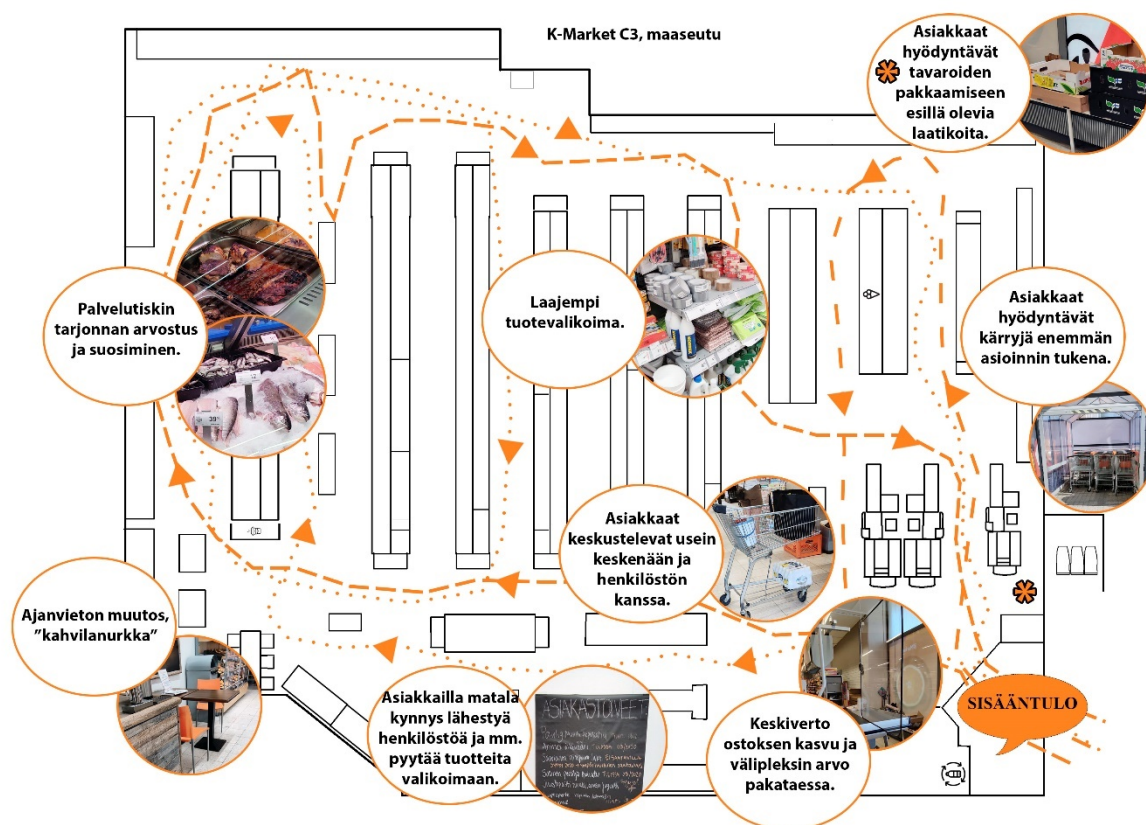 K-Market C3, maaseutu
Asiakkaat
hyödyntävät
tavaroiden
pakkaamiseen
esillä olevia
laatikoita.
Palvelutiskin
tarjonnan arvostus
ja suosiminen.
Laajempi
tuotevalikoima.
Asiakkaat
hyödyntävät
kärryjä enemmän
asioinnin tukena.
Asiakkaat
keskustelevat usein
keskenään ja
henkilöstön
kanssa.
Ajanvieton muutos,
”kahvilanurkka”
Asiakkailla matala
kynnys lähestyä
henkilöstöä ja mm.
pyytää tuotteita
valikoimaan.
ASIAKASTOIVEET
Keskiverto
ostoksen kasvu ja
välipleksin arvo
pakataessa.
SISÄÄNTULO